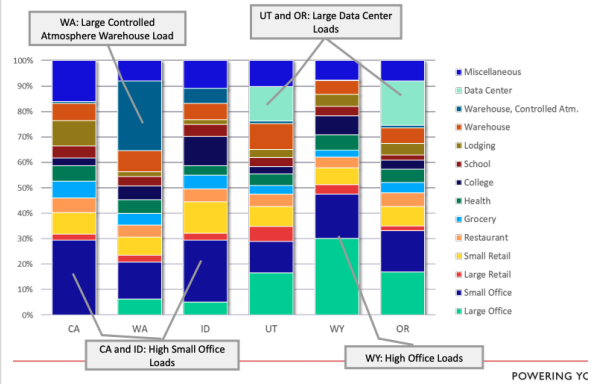 WA: Large Controlled
Atmosphere Warehouse Load
UT and OR: Large Data Center
Loads
100%
90%
80%
70%
60%
50%
40%
30%
20%
10%
0%
CA
WA
ID
UT
WY
OR
Miscellaneous
Data Center
Warehouse, Controlled Atm.
Warehouse
Lodging
School
College
Health
Grocery
Restaurant
Small Retail
Large Retail
Small Office
Large Office
CA and ID: High Small Office
Loads
WY: High Office Loads
POWERING YO